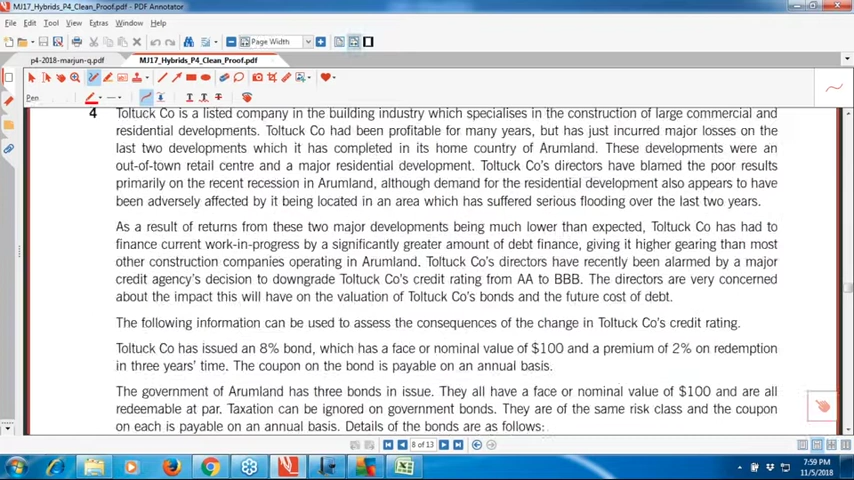 MJ17_Hybrids_P4_Clean_Proof.pdf - PDF Annotator
File Edit Tool View Extras Window Help
Page Width
p4-2018-marjun-q.pdf MJ17_Hybrids_P4_Clean_Proof.pdf
Pen
4 Toltuck Co is a listed company in the building industry which specialises in the construction of large commercial and
residential developments. Toltuck Co had been profitable for many years, but has just incurred major losses on the
last two developments which it has completed in its home country of Arumland. These developments were an
out-of-town retail centre and a major residential development. Toltuck Co's directors have blamed the poor results
primarily on the recent recession in Arumland, although demand for the residential development also appears to have
been adversely affected by it being located in an area which has suffered serious flooding over the last two years.
As a result of returns from these two major developments being much lower than expected, Toltuck Co has had to
finance current work-in-progress by a significantly greater amount of debt finance, giving it higher gearing than most
other construction companies operating in Arumland. Toltuck Co's directors have recently been alarmed by a major
credit agency's decision to downgrade Toltuck Co's credit rating from AA to BBB. The directors are very concerned
about the impact this will have on the valuation of Toltuck Co's bonds and the future cost of debt.
The following information can be used to assess the consequences of the change in Toltuck Co's credit rating.
Toltuck Co has issued an 8% bond, which has a face or nominal value of $100 and a premium of 2% on redemption
in three years' time. The coupon on the bond is payable on an annual basis.
The government of Arumland has three bonds in issue. They all have a face or nominal value of $100 and are all
redeemable at par. Taxation can be ignored on government bonds. They are of the same risk class and the coupon
on each is payable on an annual basis. Details of the bonds are as follows:
8 of 13
7:59 PM
11/5/2018